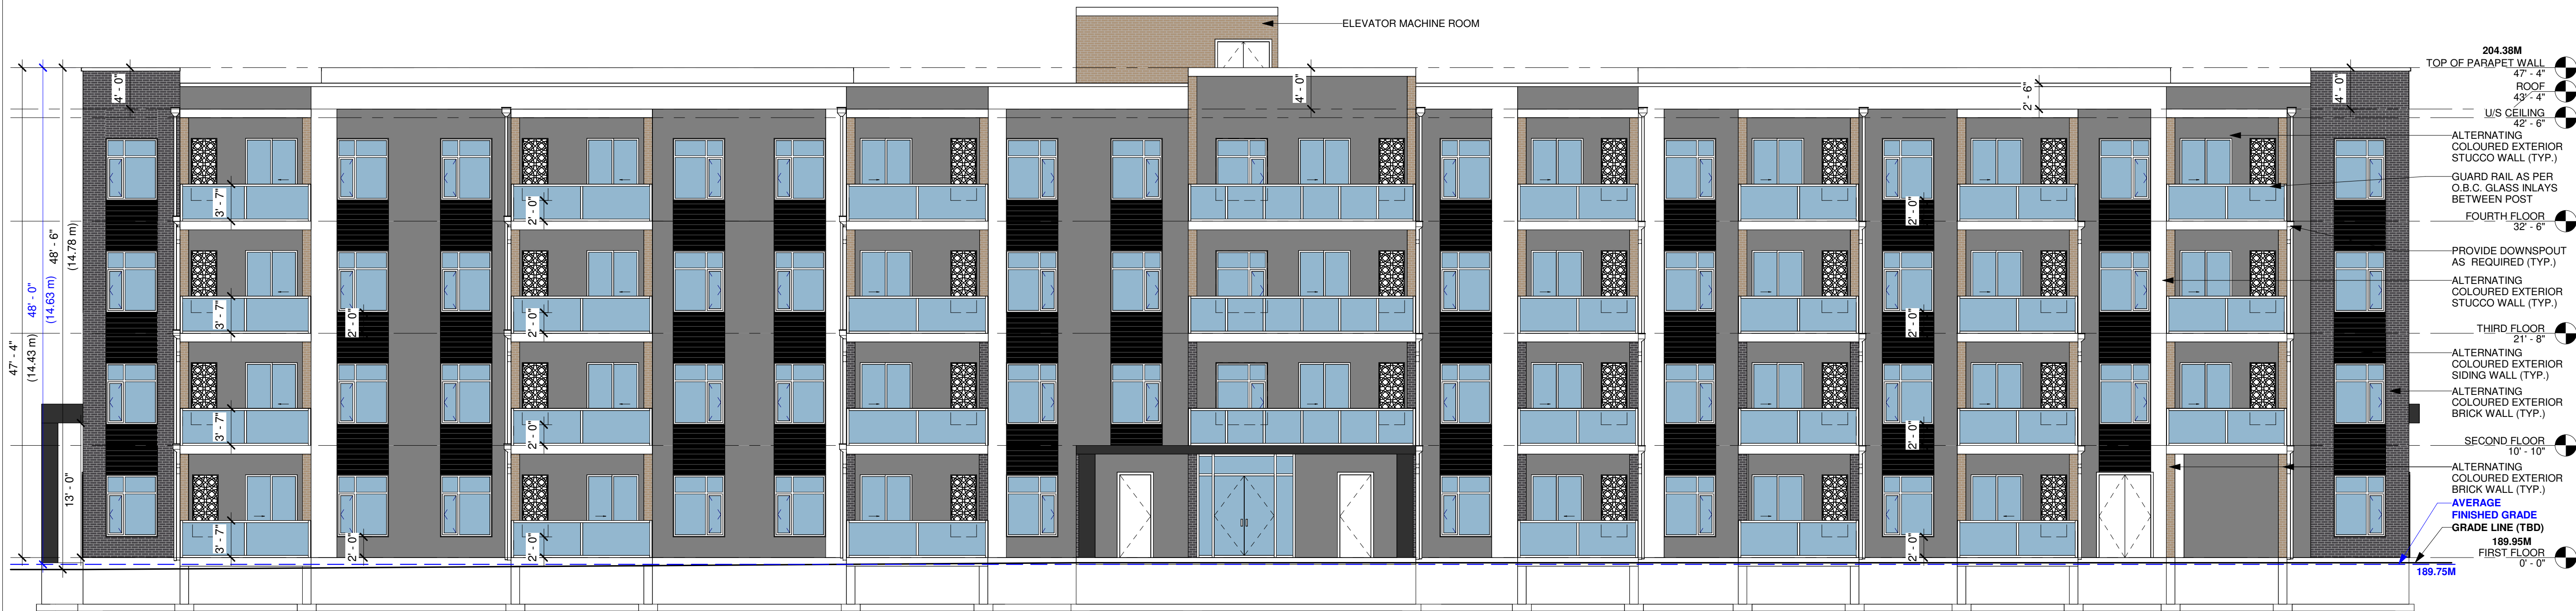 ELEVATOR MACHINE ROOM
204.38M
TOP OF PARAPET WALL
47' - 4"
ROOF
43' - 4"
U/S CEILING
42' - 6"
ALTERNATING
COLOURED EXTERIOR
STUCCO WALL (TYP.)
GUARD RAIL AS PER
O.B.C. GLASS INLAYS
BETWEEN POST
FOURTH FLOOR
32' - 6"
PROVIDE DOWNSPOUT
AS REQUIRED (TYP.)
ALTERNATING
COLOURED EXTERIOR
STUCCO WALL (TYP.)
THIRD FLOOR
21' - 8"
ALTERNATING
COLOURED EXTERIOR
SIDING WALL (TYP.)
ALTERNATING
COLOURED EXTERIOR
BRICK WALL (TYP.)
SECOND FLOOR
10' - 10"
ALTERNATING
COLOURED EXTERIOR
BRICK WALL (TYP.)
AVERAGE
FINISHED GRADE
GRADE LINE (TBD)
189.95M
FIRST FLOOR
0' - 0"
189.75M
47' - 4"
(14.43 m)
48' - 0"
(14.63 m)
48' - 6"
(14.78 m)
13' - 0"
4' - 0"
4' - 0"
2' - 6"
4' - 0"
3' - 7"
3' - 7"
3' - 7"
3' - 7"
2' - 0"
2' - 0"
2' - 0"
2' - 0"
2' - 0"
2' - 0"
2' - 0"
2' - 0"
2' - 0"
2' - 0"